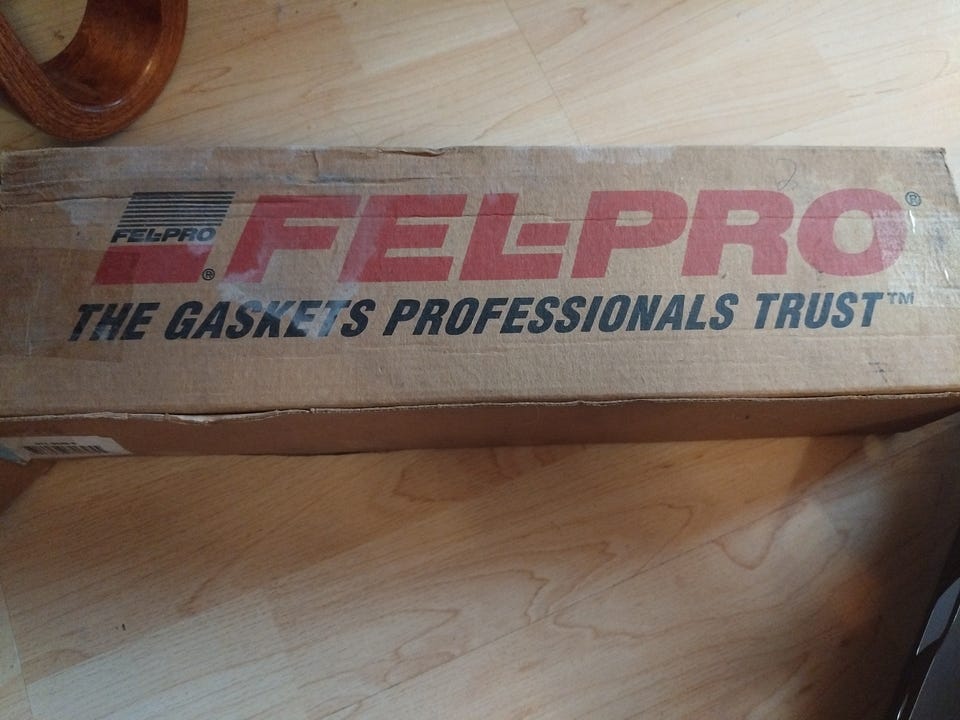 FEL-PRO
®
FEL-PRO®
THE GASKETS PROFESSIONALS TRUST™